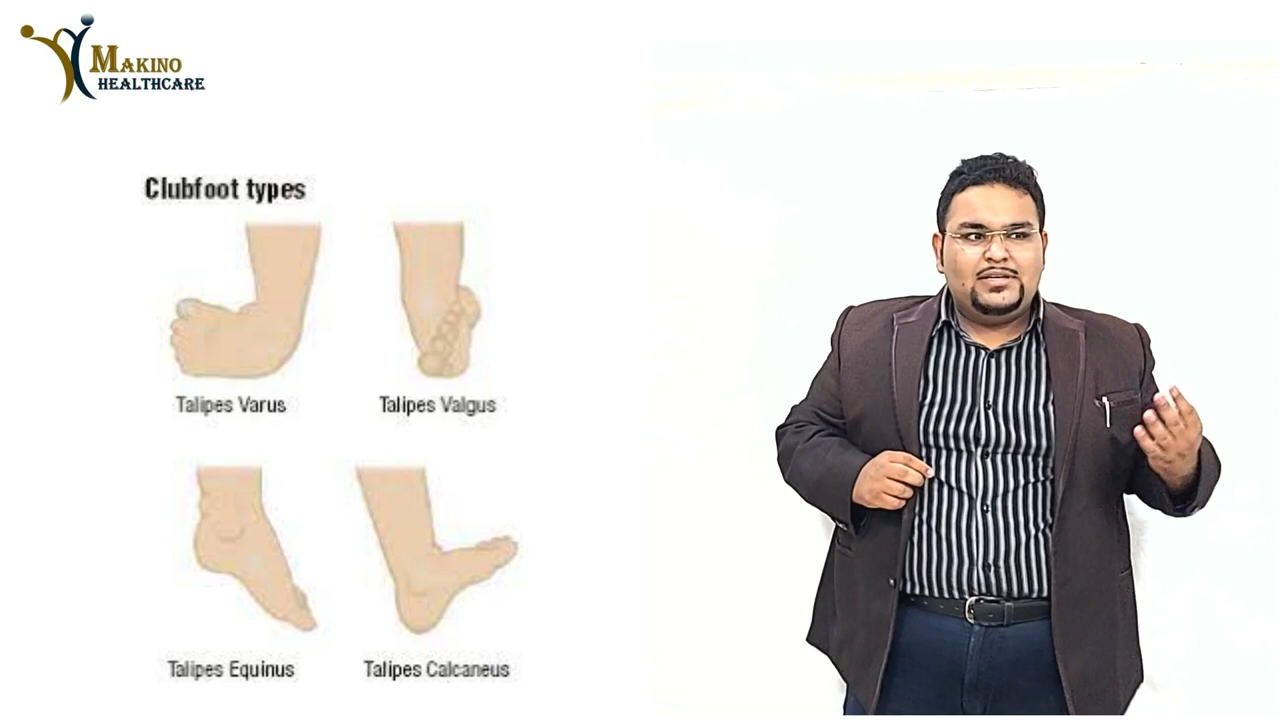 MAKINO
HEALTHCARE
Clubfoot types
Talipes Varus
Talipes Valgus
Talipes Equinus
Talipes Calcaneus